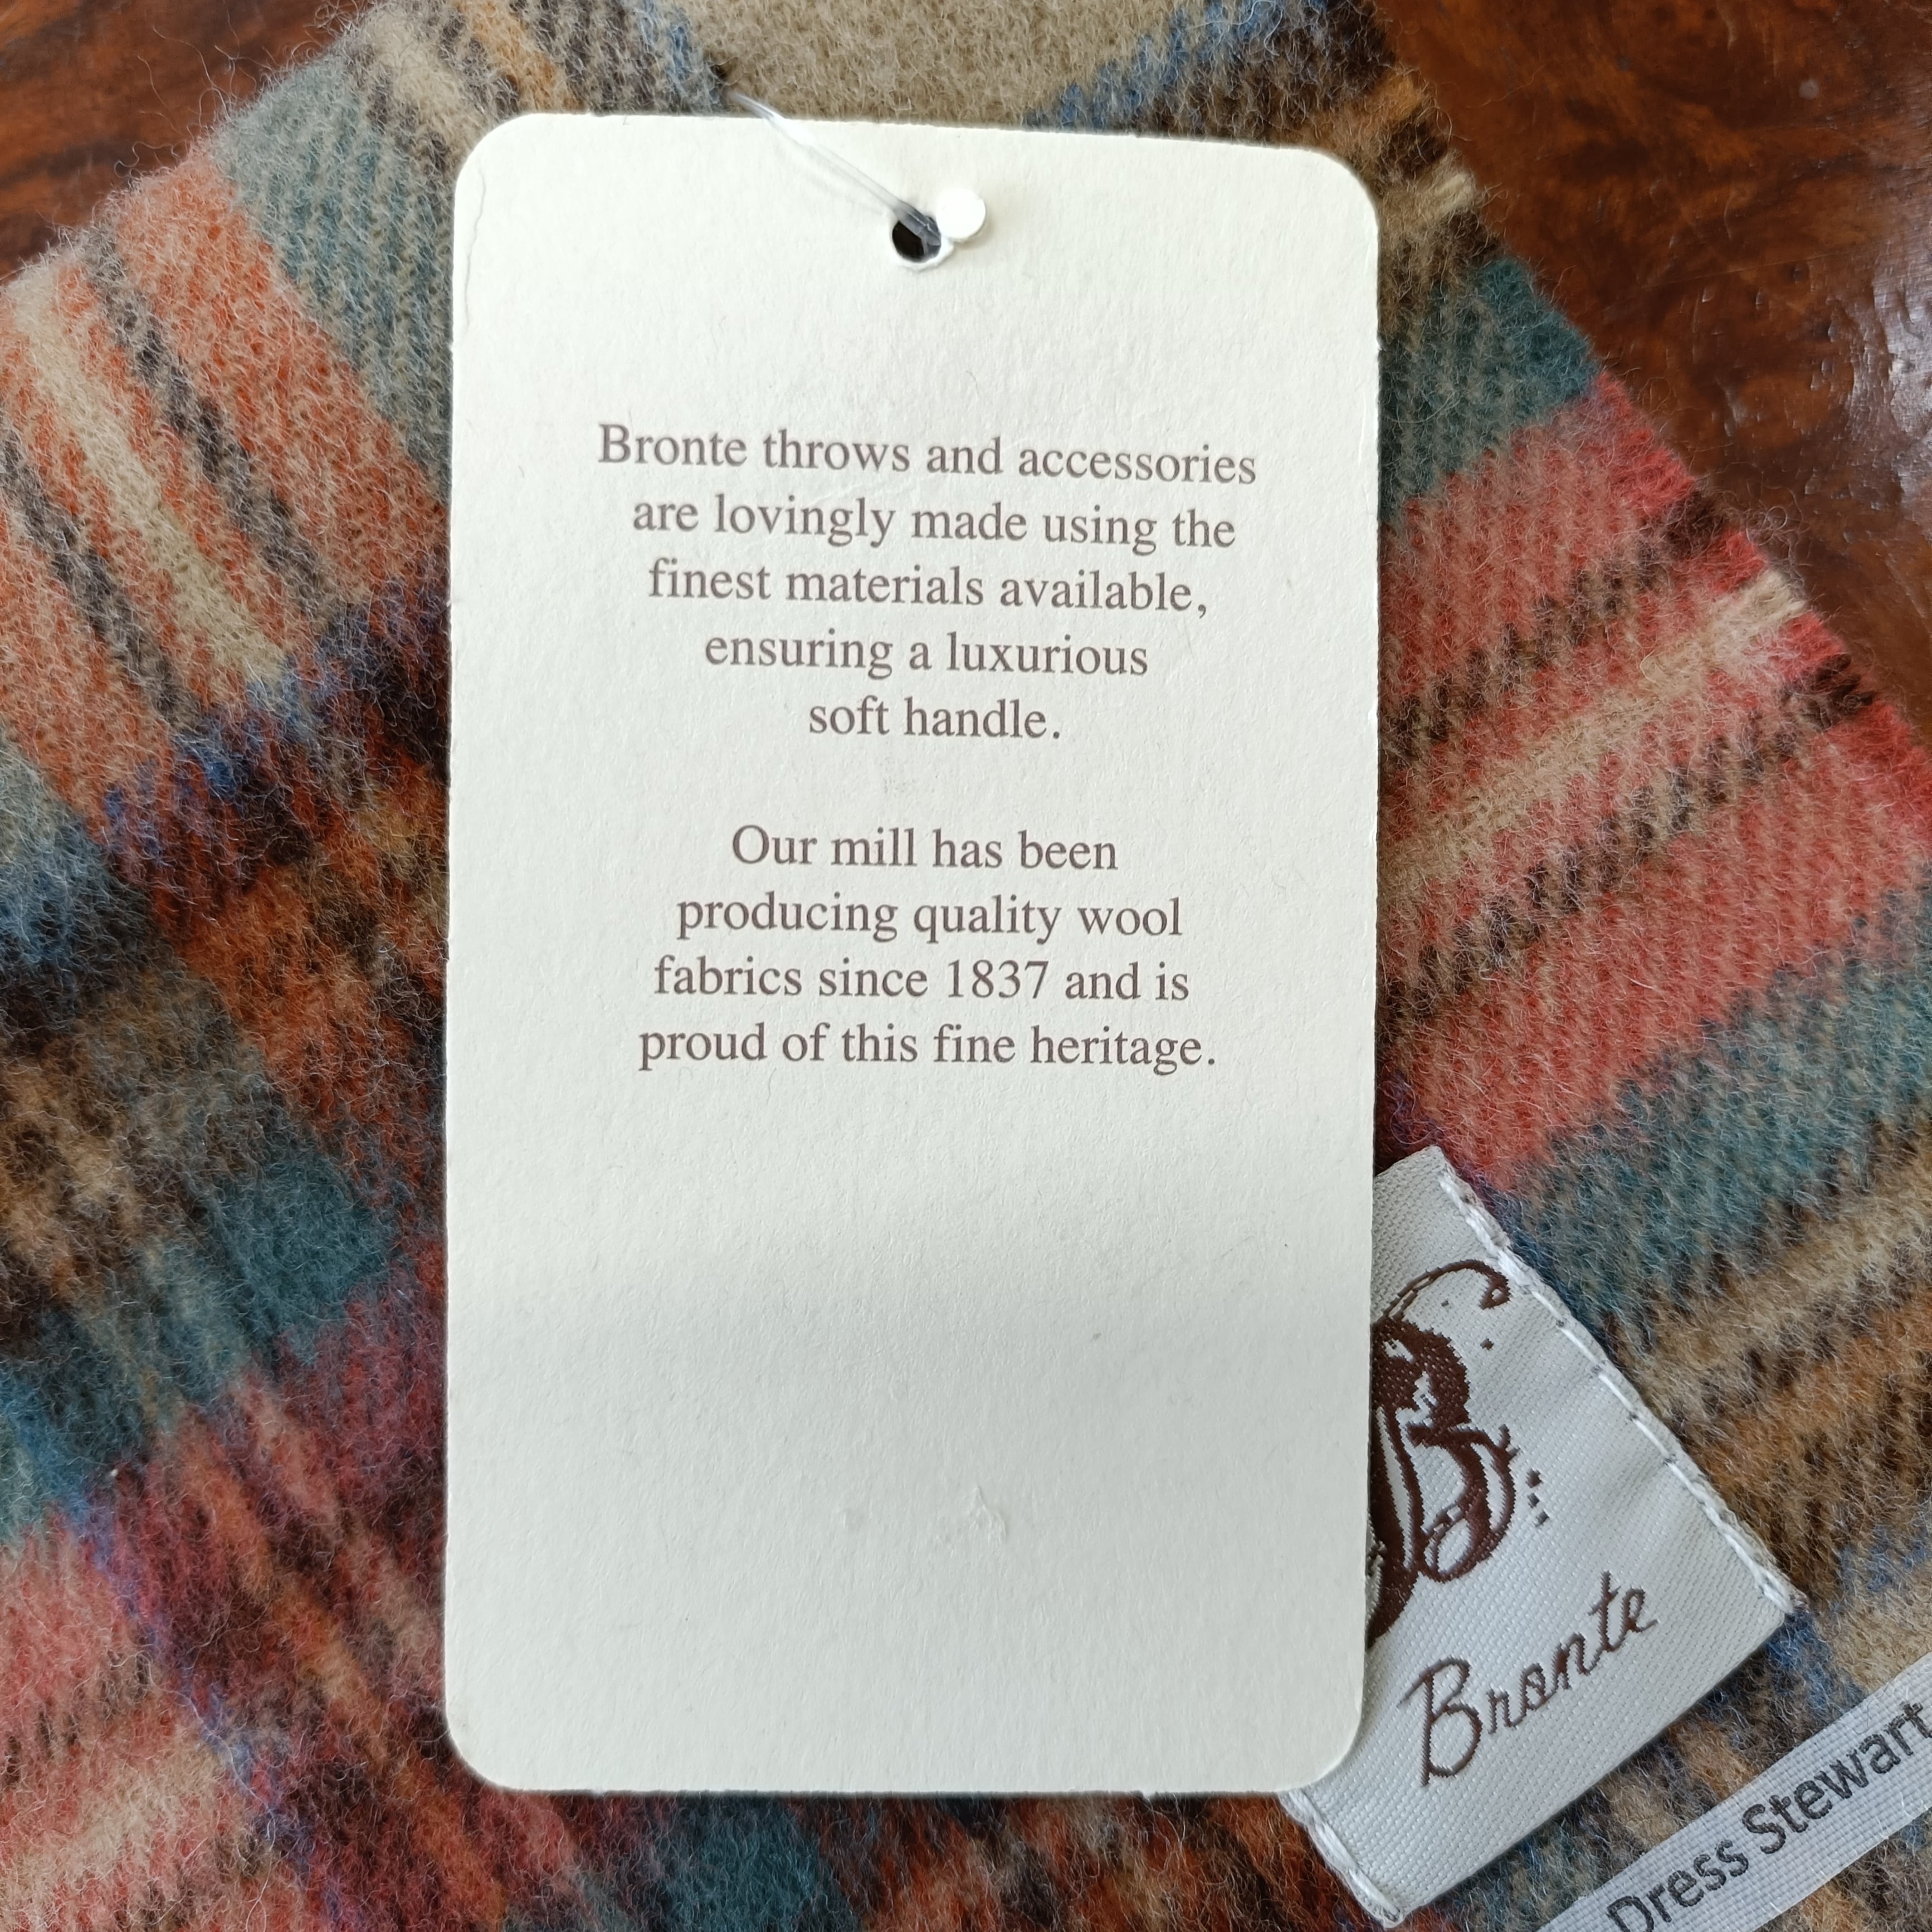 Bronte throws and accessories
are lovingly made using the
finest materials available,
ensuring a luxurious
soft handle.
Our mill has been
producing quality wool
fabrics since 1837 and is
proud of this fine heritage.
B
Bronte
Dress Stewart